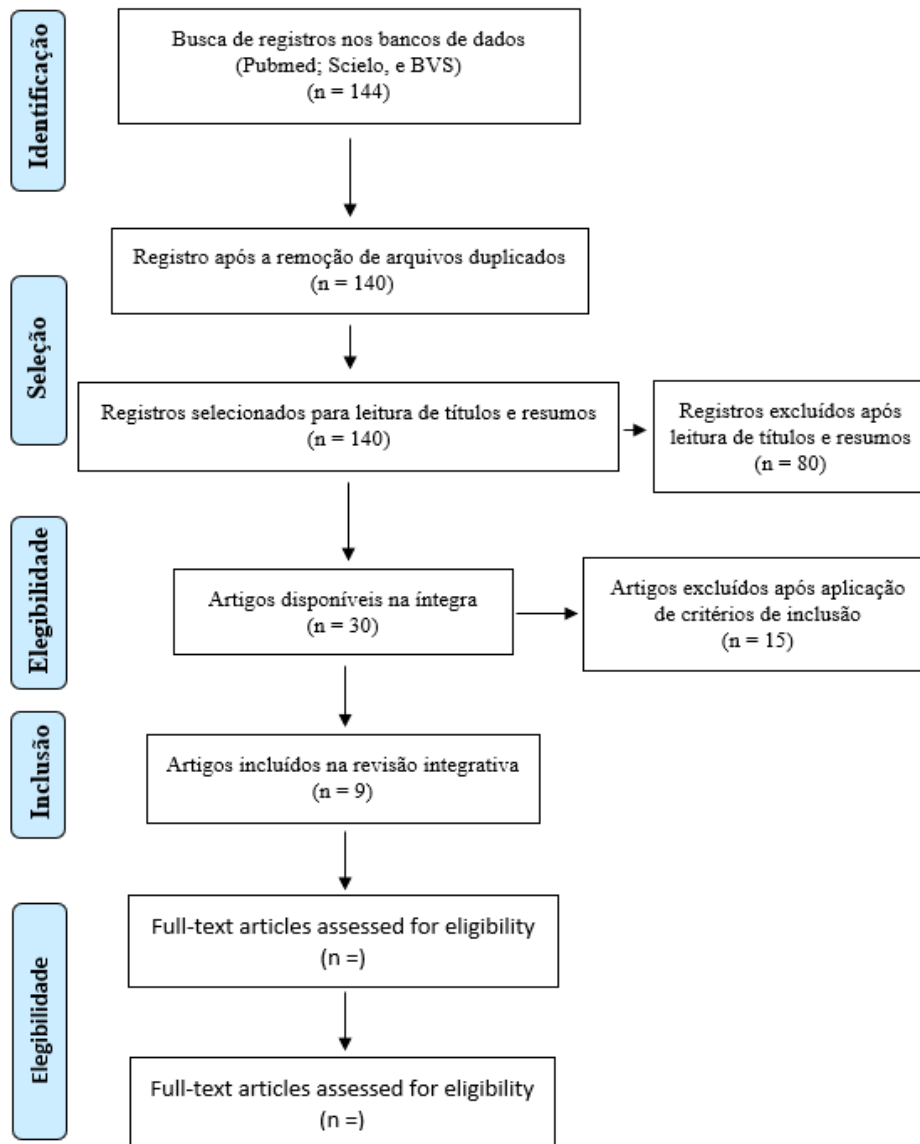 Identificação
Busca de registros nos bancos de dados
(Pubmed; Scielo, e BVS)
(n = 144)
Seleção
Registro após a remoção de arquivos duplicados
(n = 140)
Registros selecionados para leitura de títulos e resumos
(n = 140)
Registros excluídos após
leitura de títulos e resumos
(n = 80)
Elegibilidade
Artigos disponíveis na íntegra
(n = 30)
Artigos excluídos após aplicação
de critérios de inclusão
(n = 15)
Inclusão
Artigos incluídos na revisão integrativa
(n = 9)
Elegibilidade
Full-text articles assessed for eligibility
(n =)
Full-text articles assessed for eligibility
(n =)